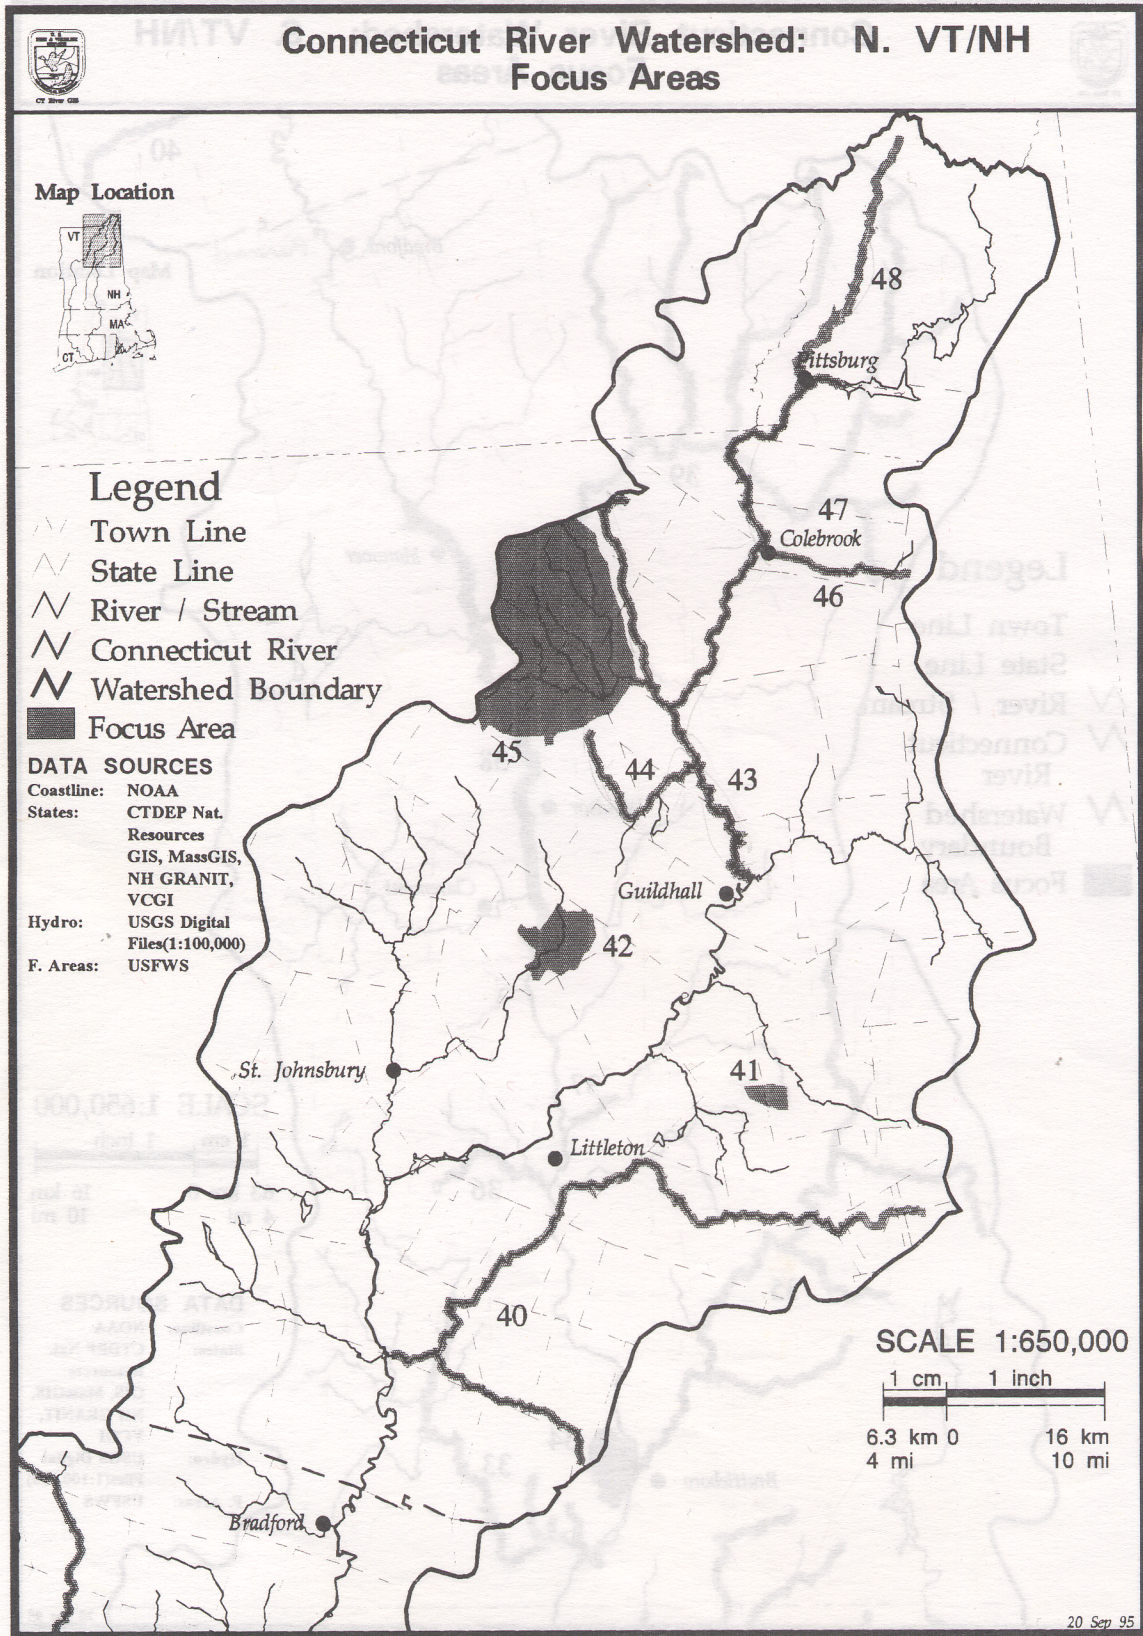 Connecticut River Watershed: N. VT/NH
Focus Areas
CT River GIS
Map Location
VT
NH
MA
CT
48
Pittsburg
47
Colebrook
46
Legend
Town Line
State Line
River / Stream
Connecticut River
Watershed Boundary
Focus Area
45
44
43
DATA SOURCES
Coastline: NOAA
States: CTDEP Nat.
Resources
GIS, MassGIS,
NH GRANIT,
VCGI
Hydro: USGS Digital
Files(1:100,000)
F. Areas: USFWS
Guildhall
42
St. Johnsbury
41
Littleton
40
SCALE 1:650,000
1 cm 1 inch
6.3 km 0 16 km
4 mi 10 mi
Bradford
20 Sep 95